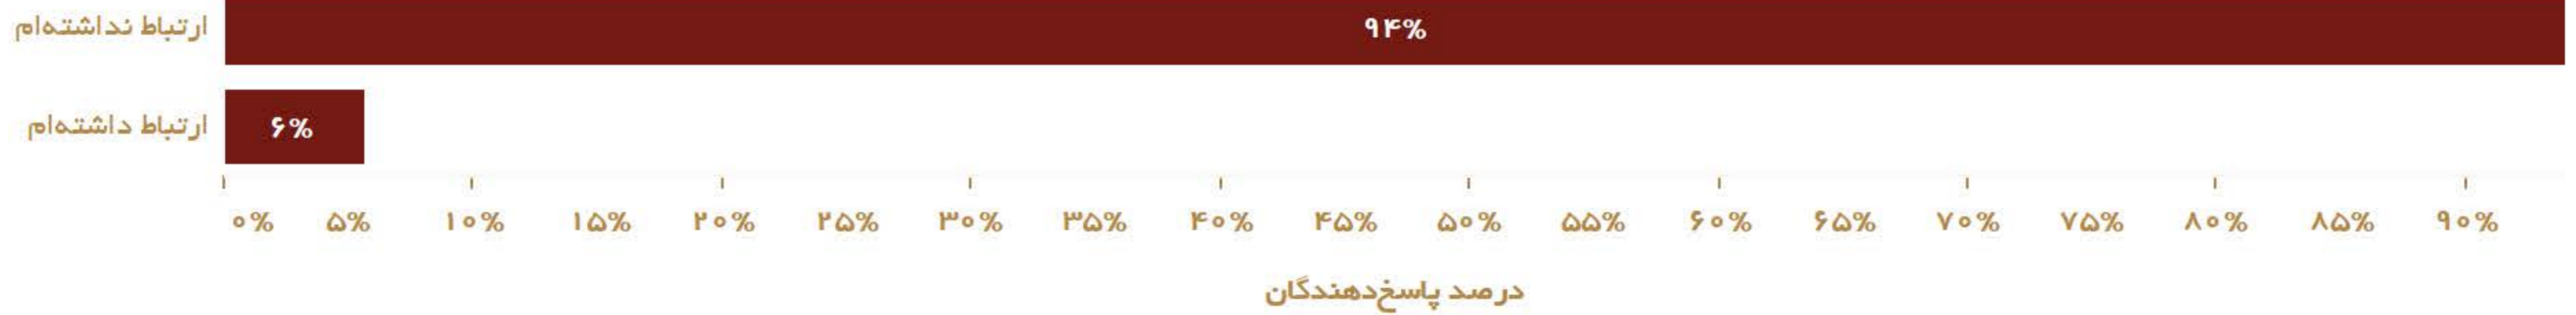 ارتباط نداشته‌ام
۹۴%
ارتباط داشته‌ام
۶%
۰% ۵% ۱۰% ۱۵% ۲۰% ۲۵% ۳۰% ۳۵% ۴۰% ۴۵% ۵۰% ۵۵% ۶۰% ۶۵% ۷۰% ۷۵% ۸۰% ۸۵% ۹۰%
درصد پاسخ‌دهندگان